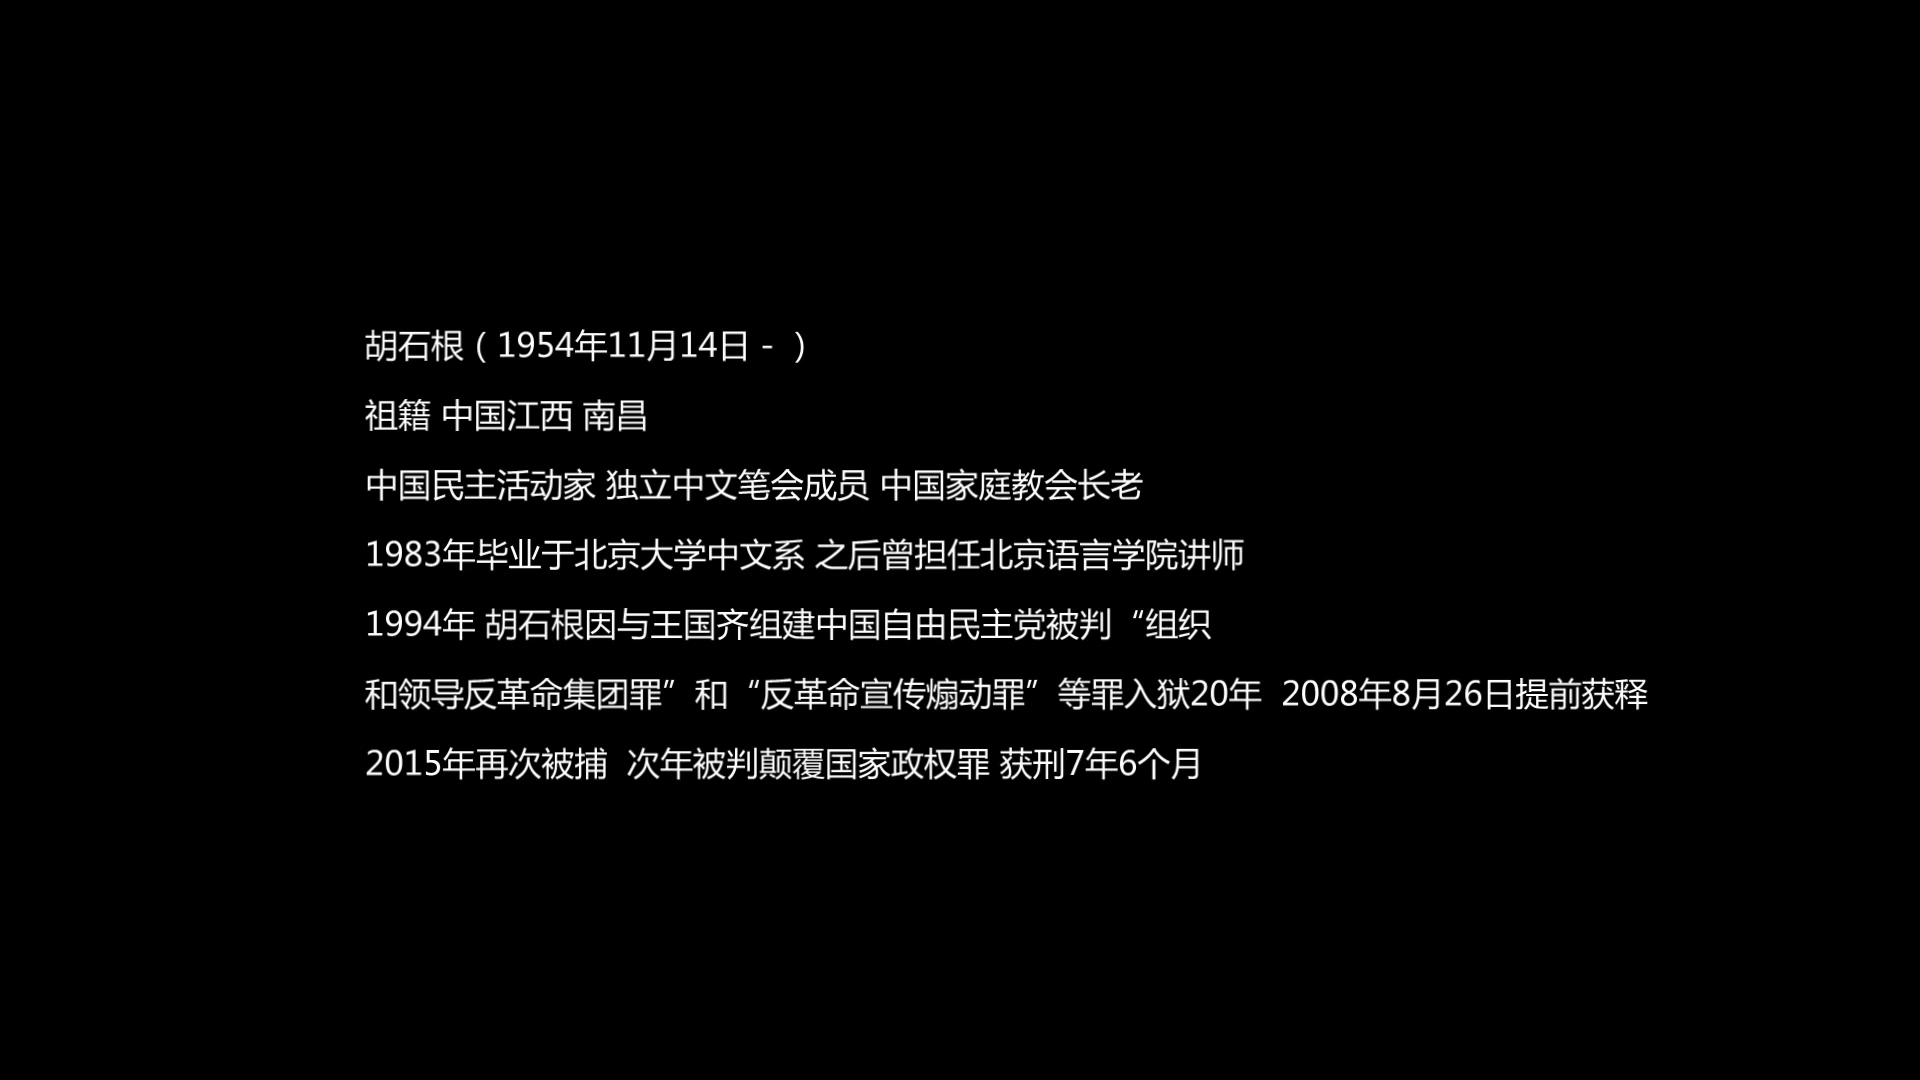 胡石根（1954年11月14日 - ）
祖籍 中国江西 南昌
中国民主活动家 独立中文笔会成员 中国家庭教会长老
1983年毕业于北京大学中文系 之后曾担任北京语言学院讲师
1994年 胡石根因与王国齐组建中国自由民主党被判“组织
和领导反革命集团罪”和“反革命宣传煽动罪”等罪入狱20年  2008年8月26日提前获释
2015年再次被捕  次年被判颠覆国家政权罪 获刑7年6个月